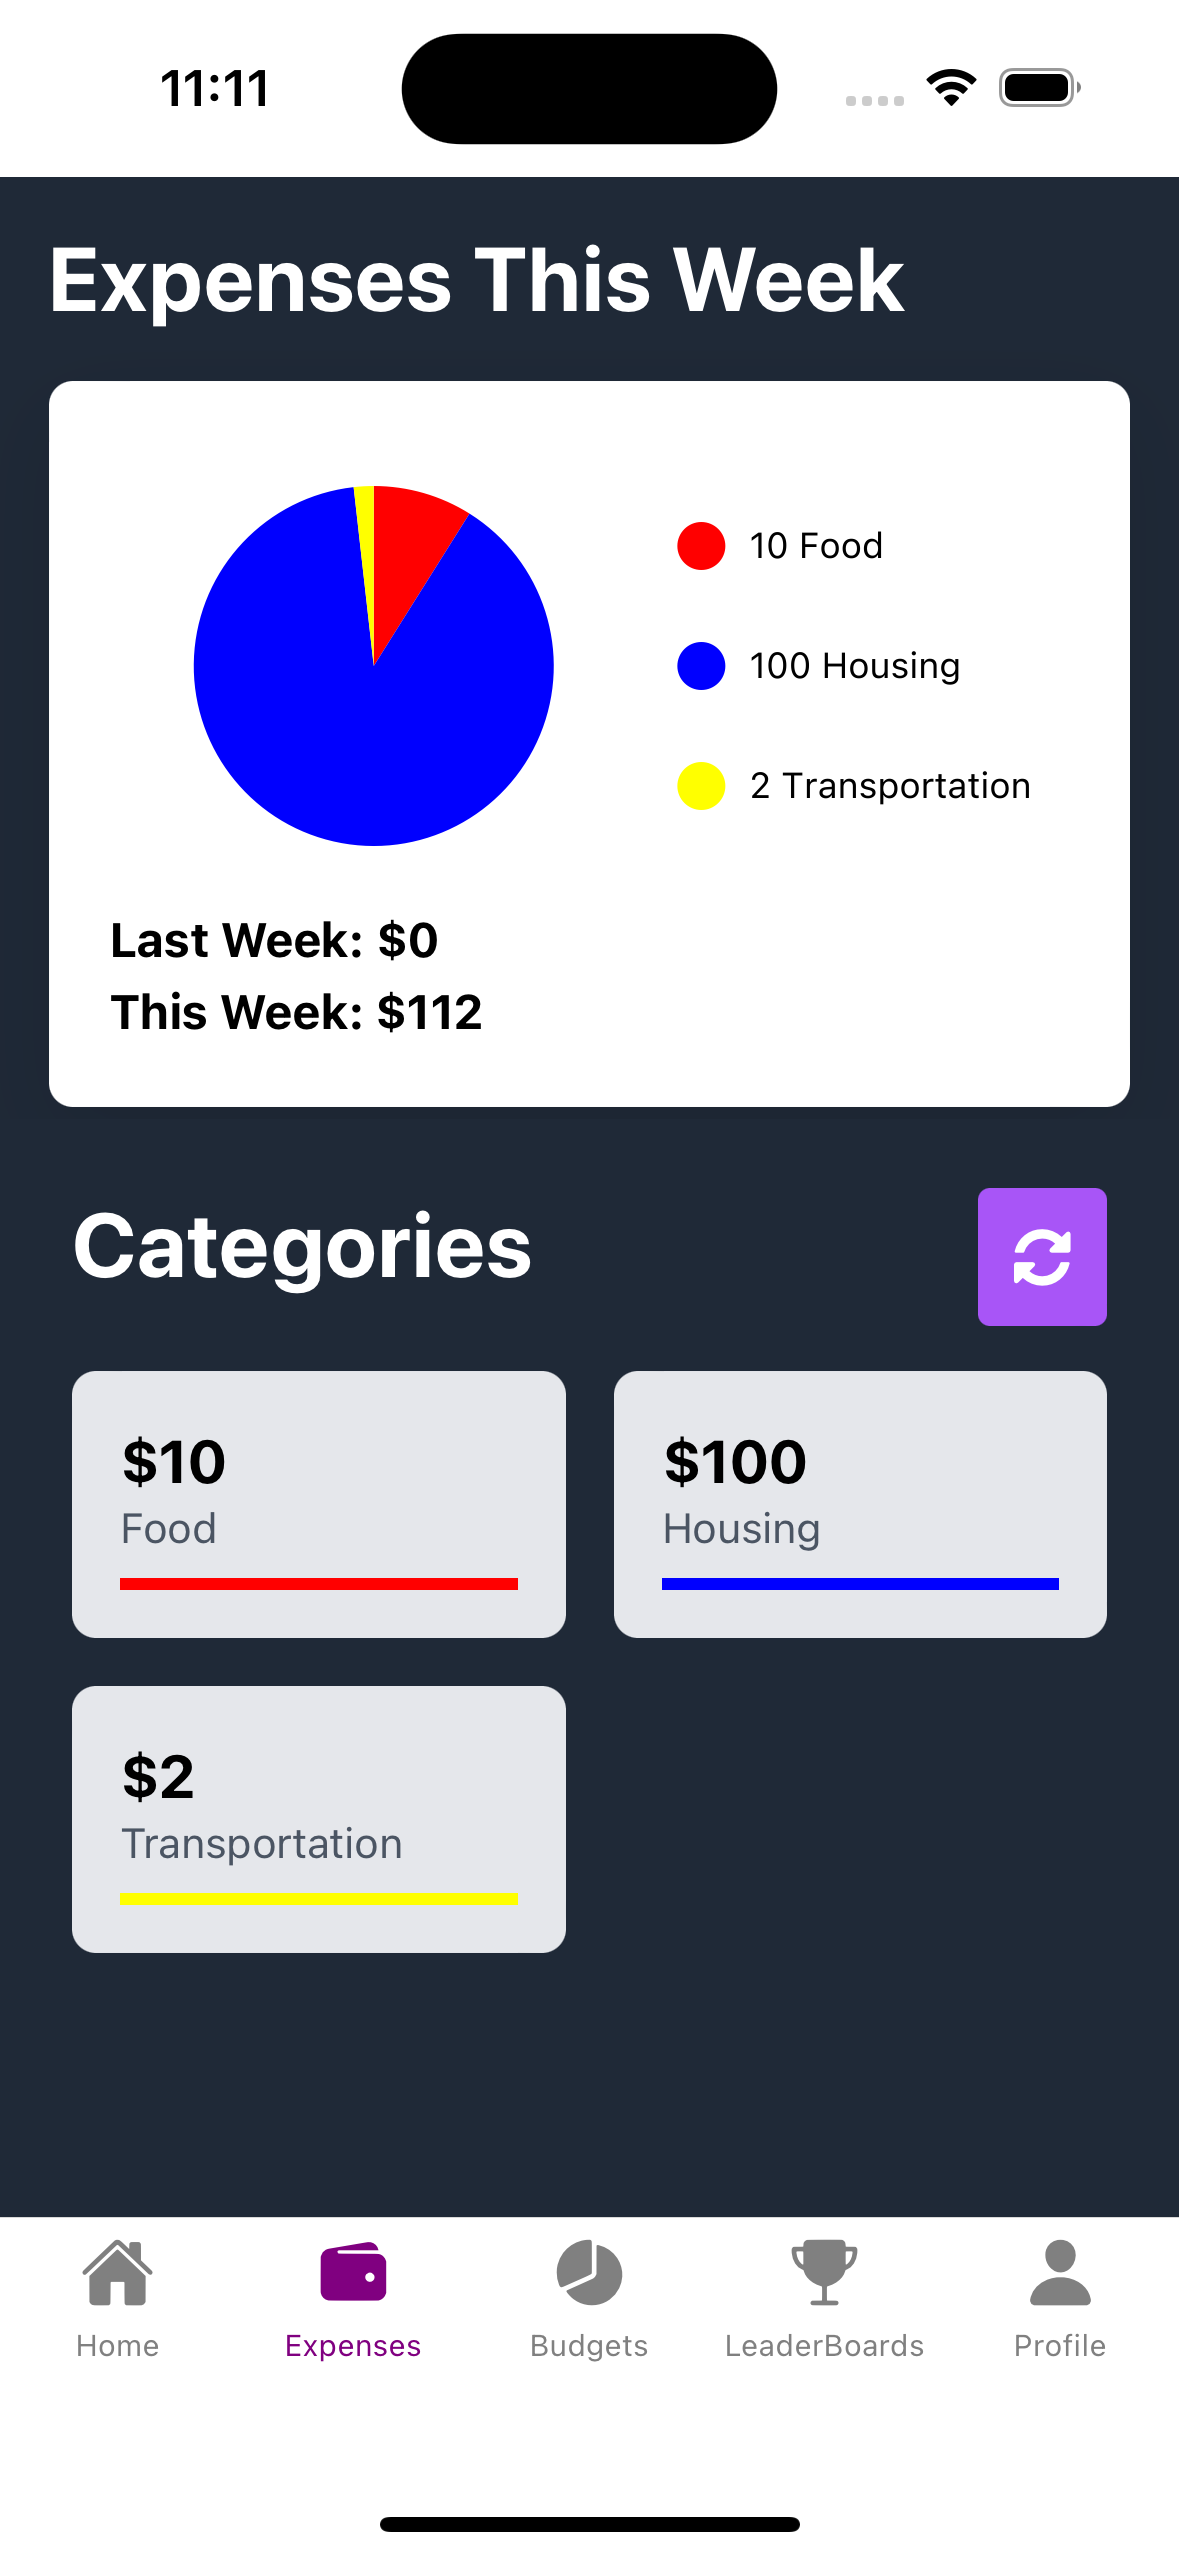 11:11
Expenses This Week
10 Food
100 Housing
2 Transportation
Last Week: $0
This Week: $112
Categories
$10
Food
$100
Housing
$2
Transportation
Home
Expenses
Budgets
LeaderBoards
Profile